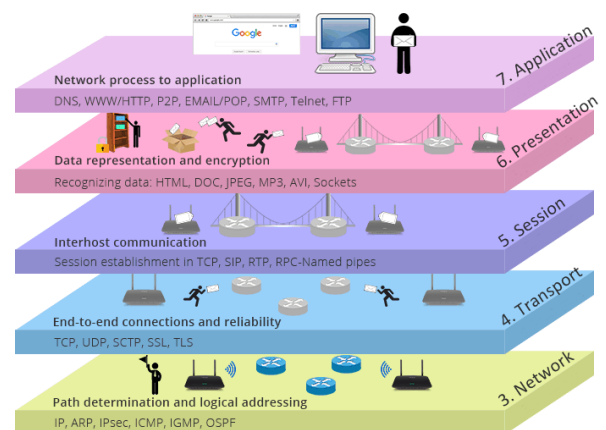 Google
7. Application
Network process to application
DNS, WWW/HTTP, P2P, EMAIL/POP, SMTP, Telnet, FTP
6. Presentation
Data representation and encryption
Recognizing data: HTML, DOC, JPEG, MP3, AVI, Sockets
5. Session
Interhost communication
Session establishment in TCP, SIP, RTP, RPC-Named pipes
4. Transport
End-to-end connections and reliability
TCP, UDP, SCTP, SSL, TLS
3. Network
Path determination and logical addressing
IP, ARP, IPsec, ICMP, IGMP, OSPF